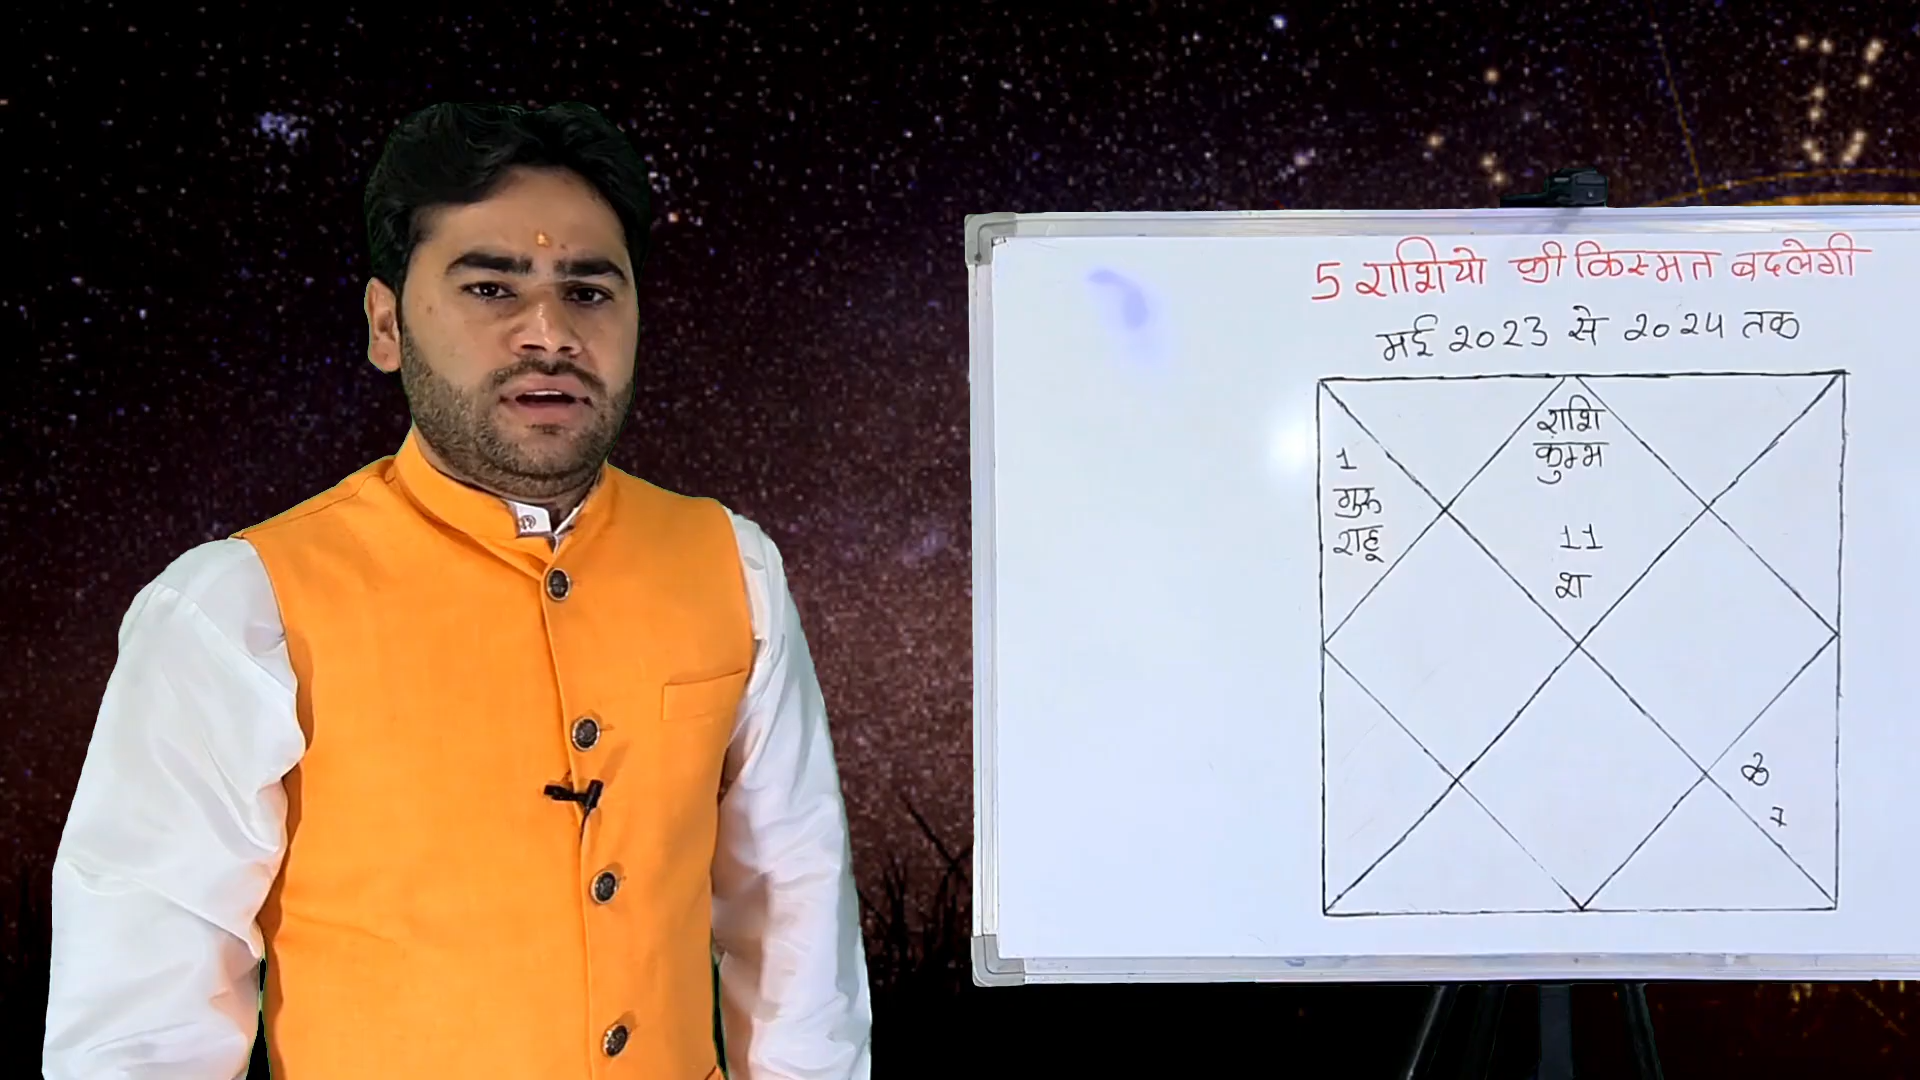 5 राशियो की किस्मत बदलेगी
मई 2023 से 2024 तक
राशि
कुम्भ
1
गुरू
राहू
11
श
के
7